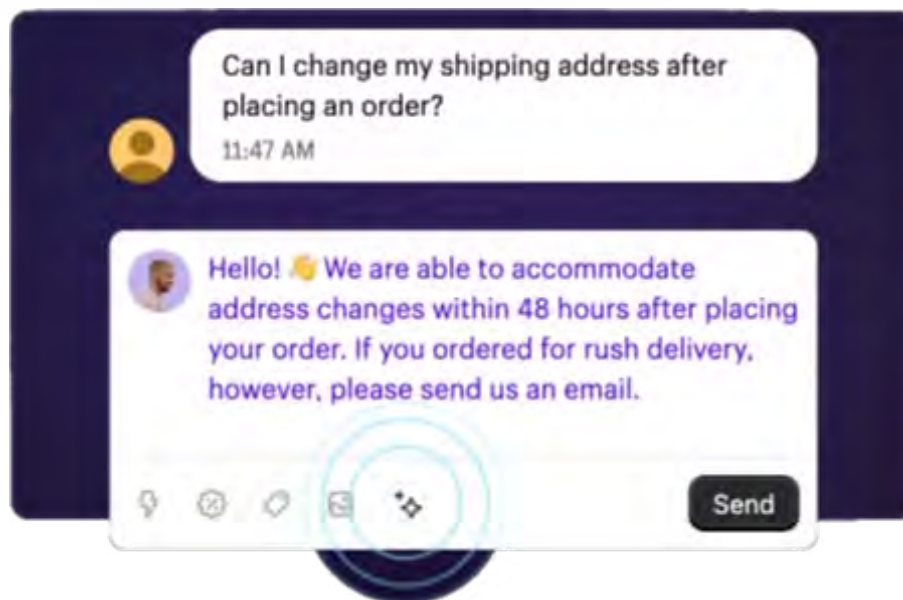 Can I change my shipping address after
placing an order?
11:47 AM
Hello! 👋 We are able to accommodate
address changes within 48 hours after placing
your order. If you ordered for rush delivery,
however, please send us an email.
Send